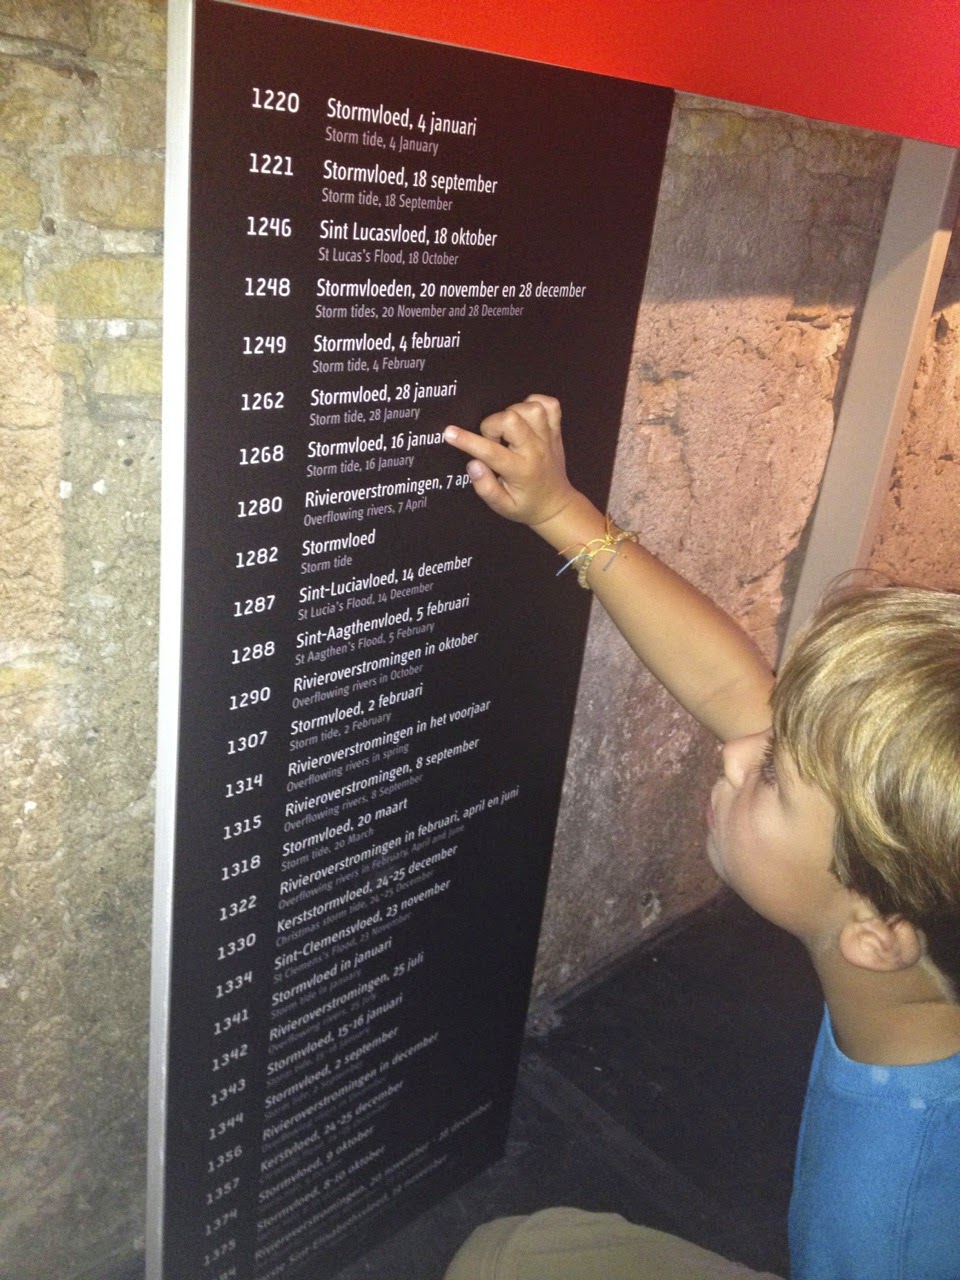 1220 Stormvloed, 4 januari
Storm tide, 4 January
1221 Stormvloed, 18 september
Storm tide, 18 September
1246 Sint Lucasvloed, 18 oktober
St Lucas's Flood, 18 October
1248 Stormvloeden, 20 november en 28 december
Storm tides, 20 November and 28 December
1249 Stormvloed, 4 februari
Storm tide, 4 February
1262 Stormvloed, 28 januari
Storm tide, 28 January
1268 Stormvloed, 16 januar
Storm tide, 16 January
1280 Rivieroverstromingen, 7 ap
Overflowing rivers, 7 April
1282 Stormvloed
Storm tide
1287 Sint-Luciavloed, 14 december
St Lucia's Flood, 14 December
1288 Sint-Aagthenvloed, 5 februari
St Aagthen's Flood, 5 February
1290 Rivieroverstromingen in oktober
Overflowing rivers in October
1307 Stormvloed, 2 februari
Storm tide, 2 February
1314 Rivieroverstromingen in het voorjaar
Overflowing rivers in spring
1315 Rivieroverstromingen, 8 september
Overflowing rivers, 8 September
1318 Stormvloed, 20 maart
Storm tide, 20 March
1322 Rivieroverstromingen in februari, april en juni
Overflowing rivers in February, April and June
1330 Kerststormvloed, 24-25 december
Christmas storm tide, 24-25 December
1334 Sint-Clemensvloed, 23 november
St Clemens's Flood, 23 November
1341 Stormvloed in januari
Storm tide in January
1342 Rivieroverstromingen, 25 juli
Overflowing rivers, 25 July
1343 Stormvloed, 15-16 januari
Storm tide, 15-16 January
1344 Stormvloed, 2 september
Storm tide, 2 September
1356 Rivieroverstromingen in december
1357 Kerstvloed, 24-25 december
1374 Stormvloed, 9 oktober
1375 Stormvloed, 8-10 oktober
Rivieroverstromingen, 20 november - 26 december